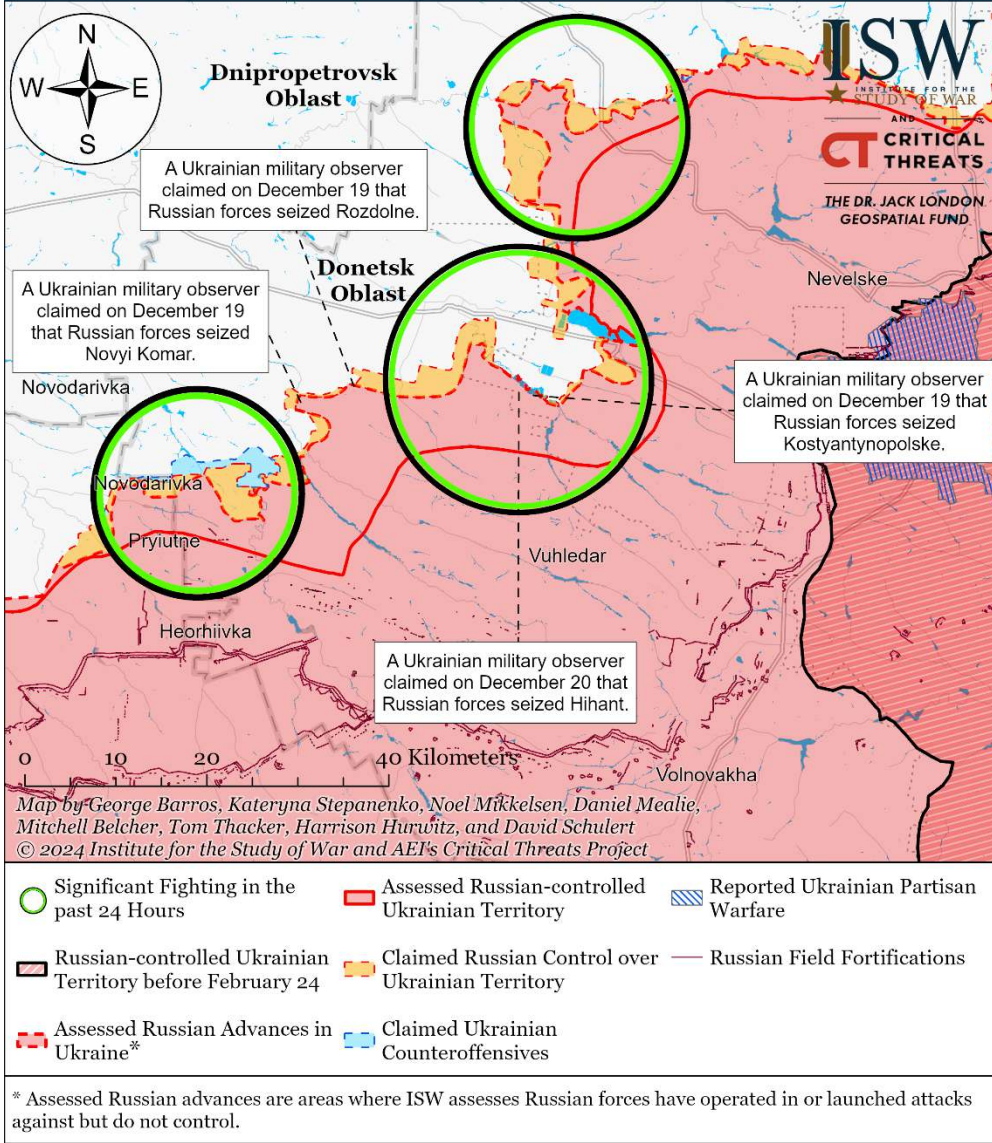 N
W E
S
ISW
INSTITUTE FOR THE
STUDY OF WAR
AND
CT CRITICAL
THREATS
THE DR. JACK LONDON
GEOSPATIAL FUND
Dnipropetrovsk
Oblast
A Ukrainian military observer
claimed on December 19 that
Russian forces seized Rozdolne.
Donetsk
Oblast
Nevelske
A Ukrainian military observer
claimed on December 19
that Russian forces seized
Novyi Komar.
Novodarivka
A Ukrainian military observer
claimed on December 19 that
Russian forces seized
Kostyantynopolske.
Novodarivka
Pryiutne
Vuhledar
Heorhiivka
A Ukrainian military observer
claimed on December 20 that
Russian forces seized Hihant.
0 10 20 40 Kilometers
Volnovakha
Map by George Barros, Kateryna Stepanenko, Noel Mikkelsen, Daniel Mealie,
Mitchell Belcher, Tom Thacker, Harrison Hurwitz, and David Schulert
© 2024 Institute for the Study of War and AEI's Critical Threats Project
Significant Fighting in the
past 24 Hours
Russian-controlled Ukrainian
Territory before February 24
Assessed Russian Advances in
Ukraine*
Assessed Russian-controlled
Ukrainian Territory
Claimed Russian Control over
Ukrainian Territory
Claimed Ukrainian
Counteroffensives
Reported Ukrainian Partisan
Warfare
Russian Field Fortifications
* Assessed Russian advances are areas where ISW assesses Russian forces have operated in or launched attacks
against but do not control.